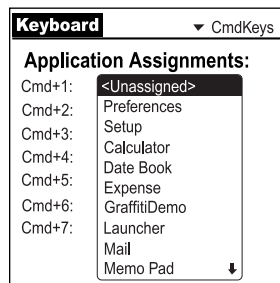 Keyboard CmdKeys
Application Assignments:
Cmd+1: <Unassigned>
Cmd+2: Preferences
Cmd+3: Setup
Cmd+4: Calculator
Cmd+5: Date Book
Cmd+6: Expense
Cmd+7: GraffitiDemo
Launcher
Mail
Memo Pad